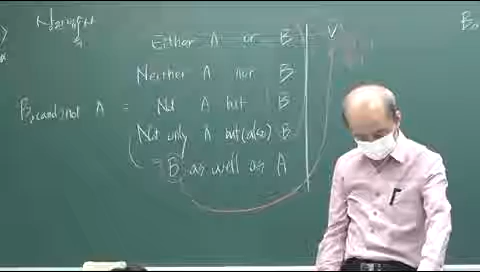 Either A or B V
Neither A nor B
B, (and) not A = Not A but B
Not only A but (also) B
= B as well as A